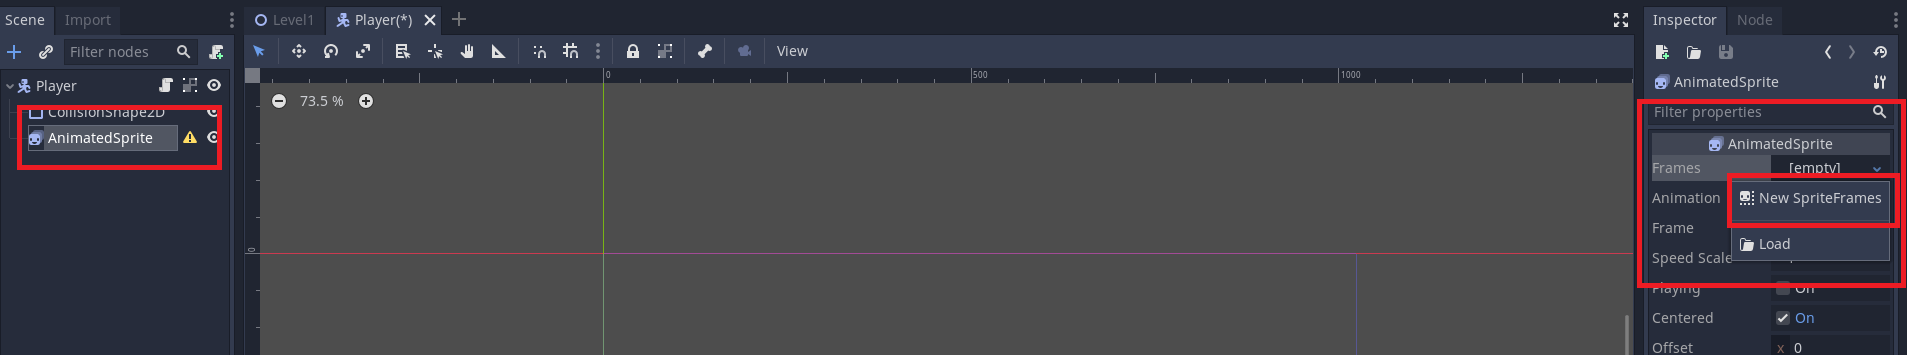 Scene Import
Filter nodes
Player
CollisionShape2D
AnimatedSprite
Level1 Player(*)
View
0 500 1000
73.5 %
0
Inspector Node
AnimatedSprite
Filter properties
AnimatedSprite
Frames [empty]
New SpriteFrames
Animation
Frame
Load
Speed Scale
Playing On
Centered On
Offset x 0